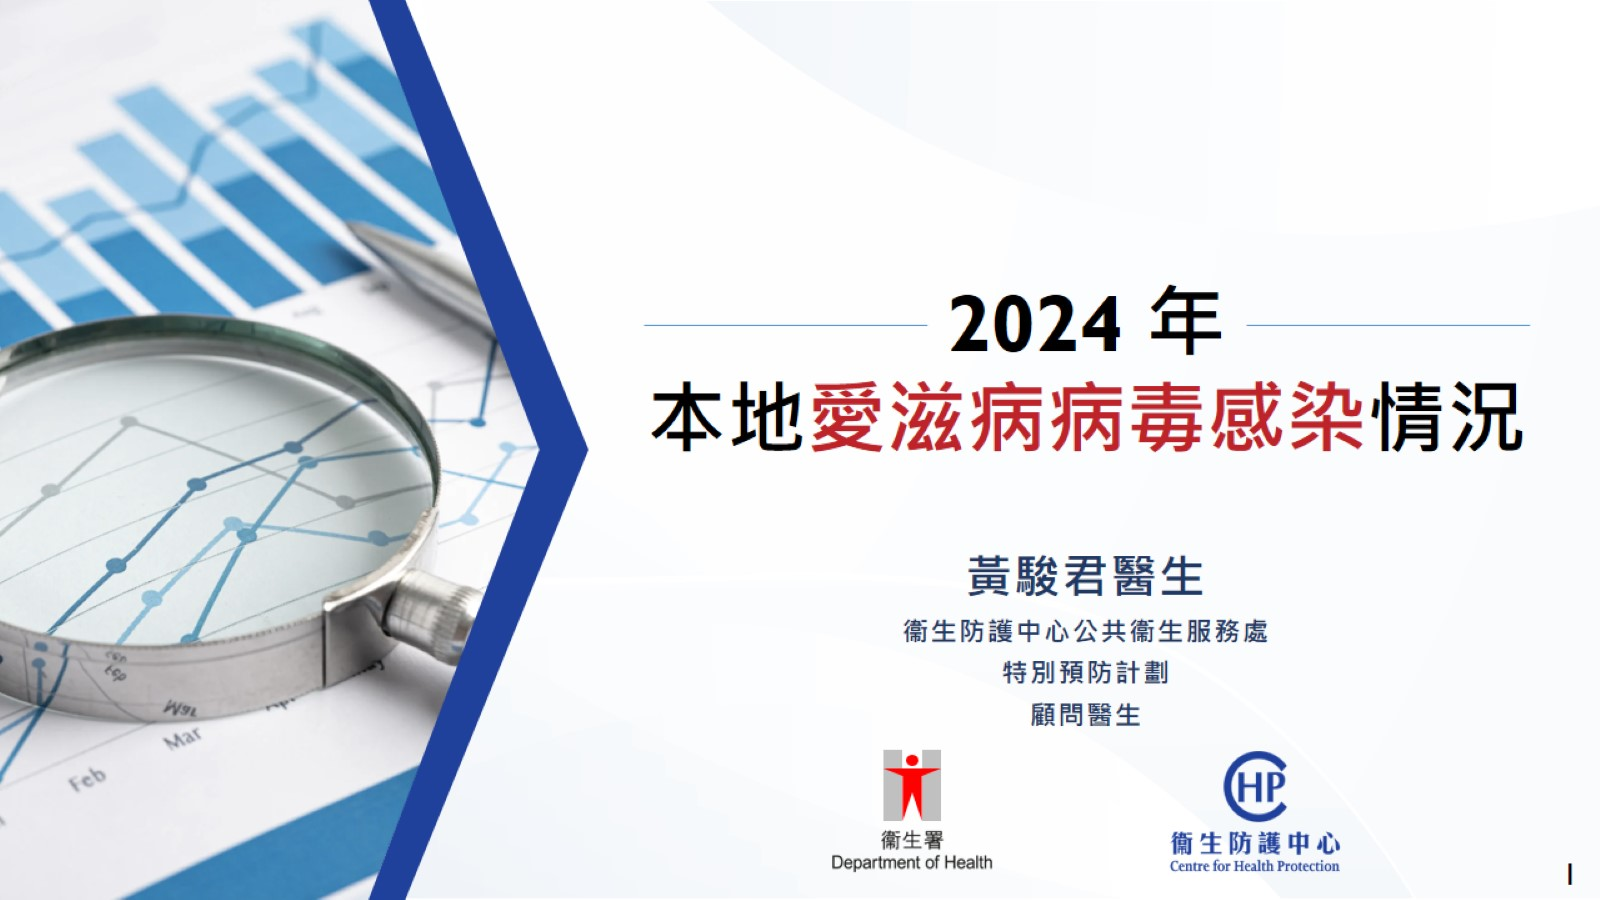 2024 年
本地愛滋病病毒感染情況
黃駿君醫生
衞生防護中心公共衞生服務處
特別預防計劃
顧問醫生
衞生署
Department of Health
CHP
衞生防護中心
Centre for Health Protection
Feb
Mar
Mar
1